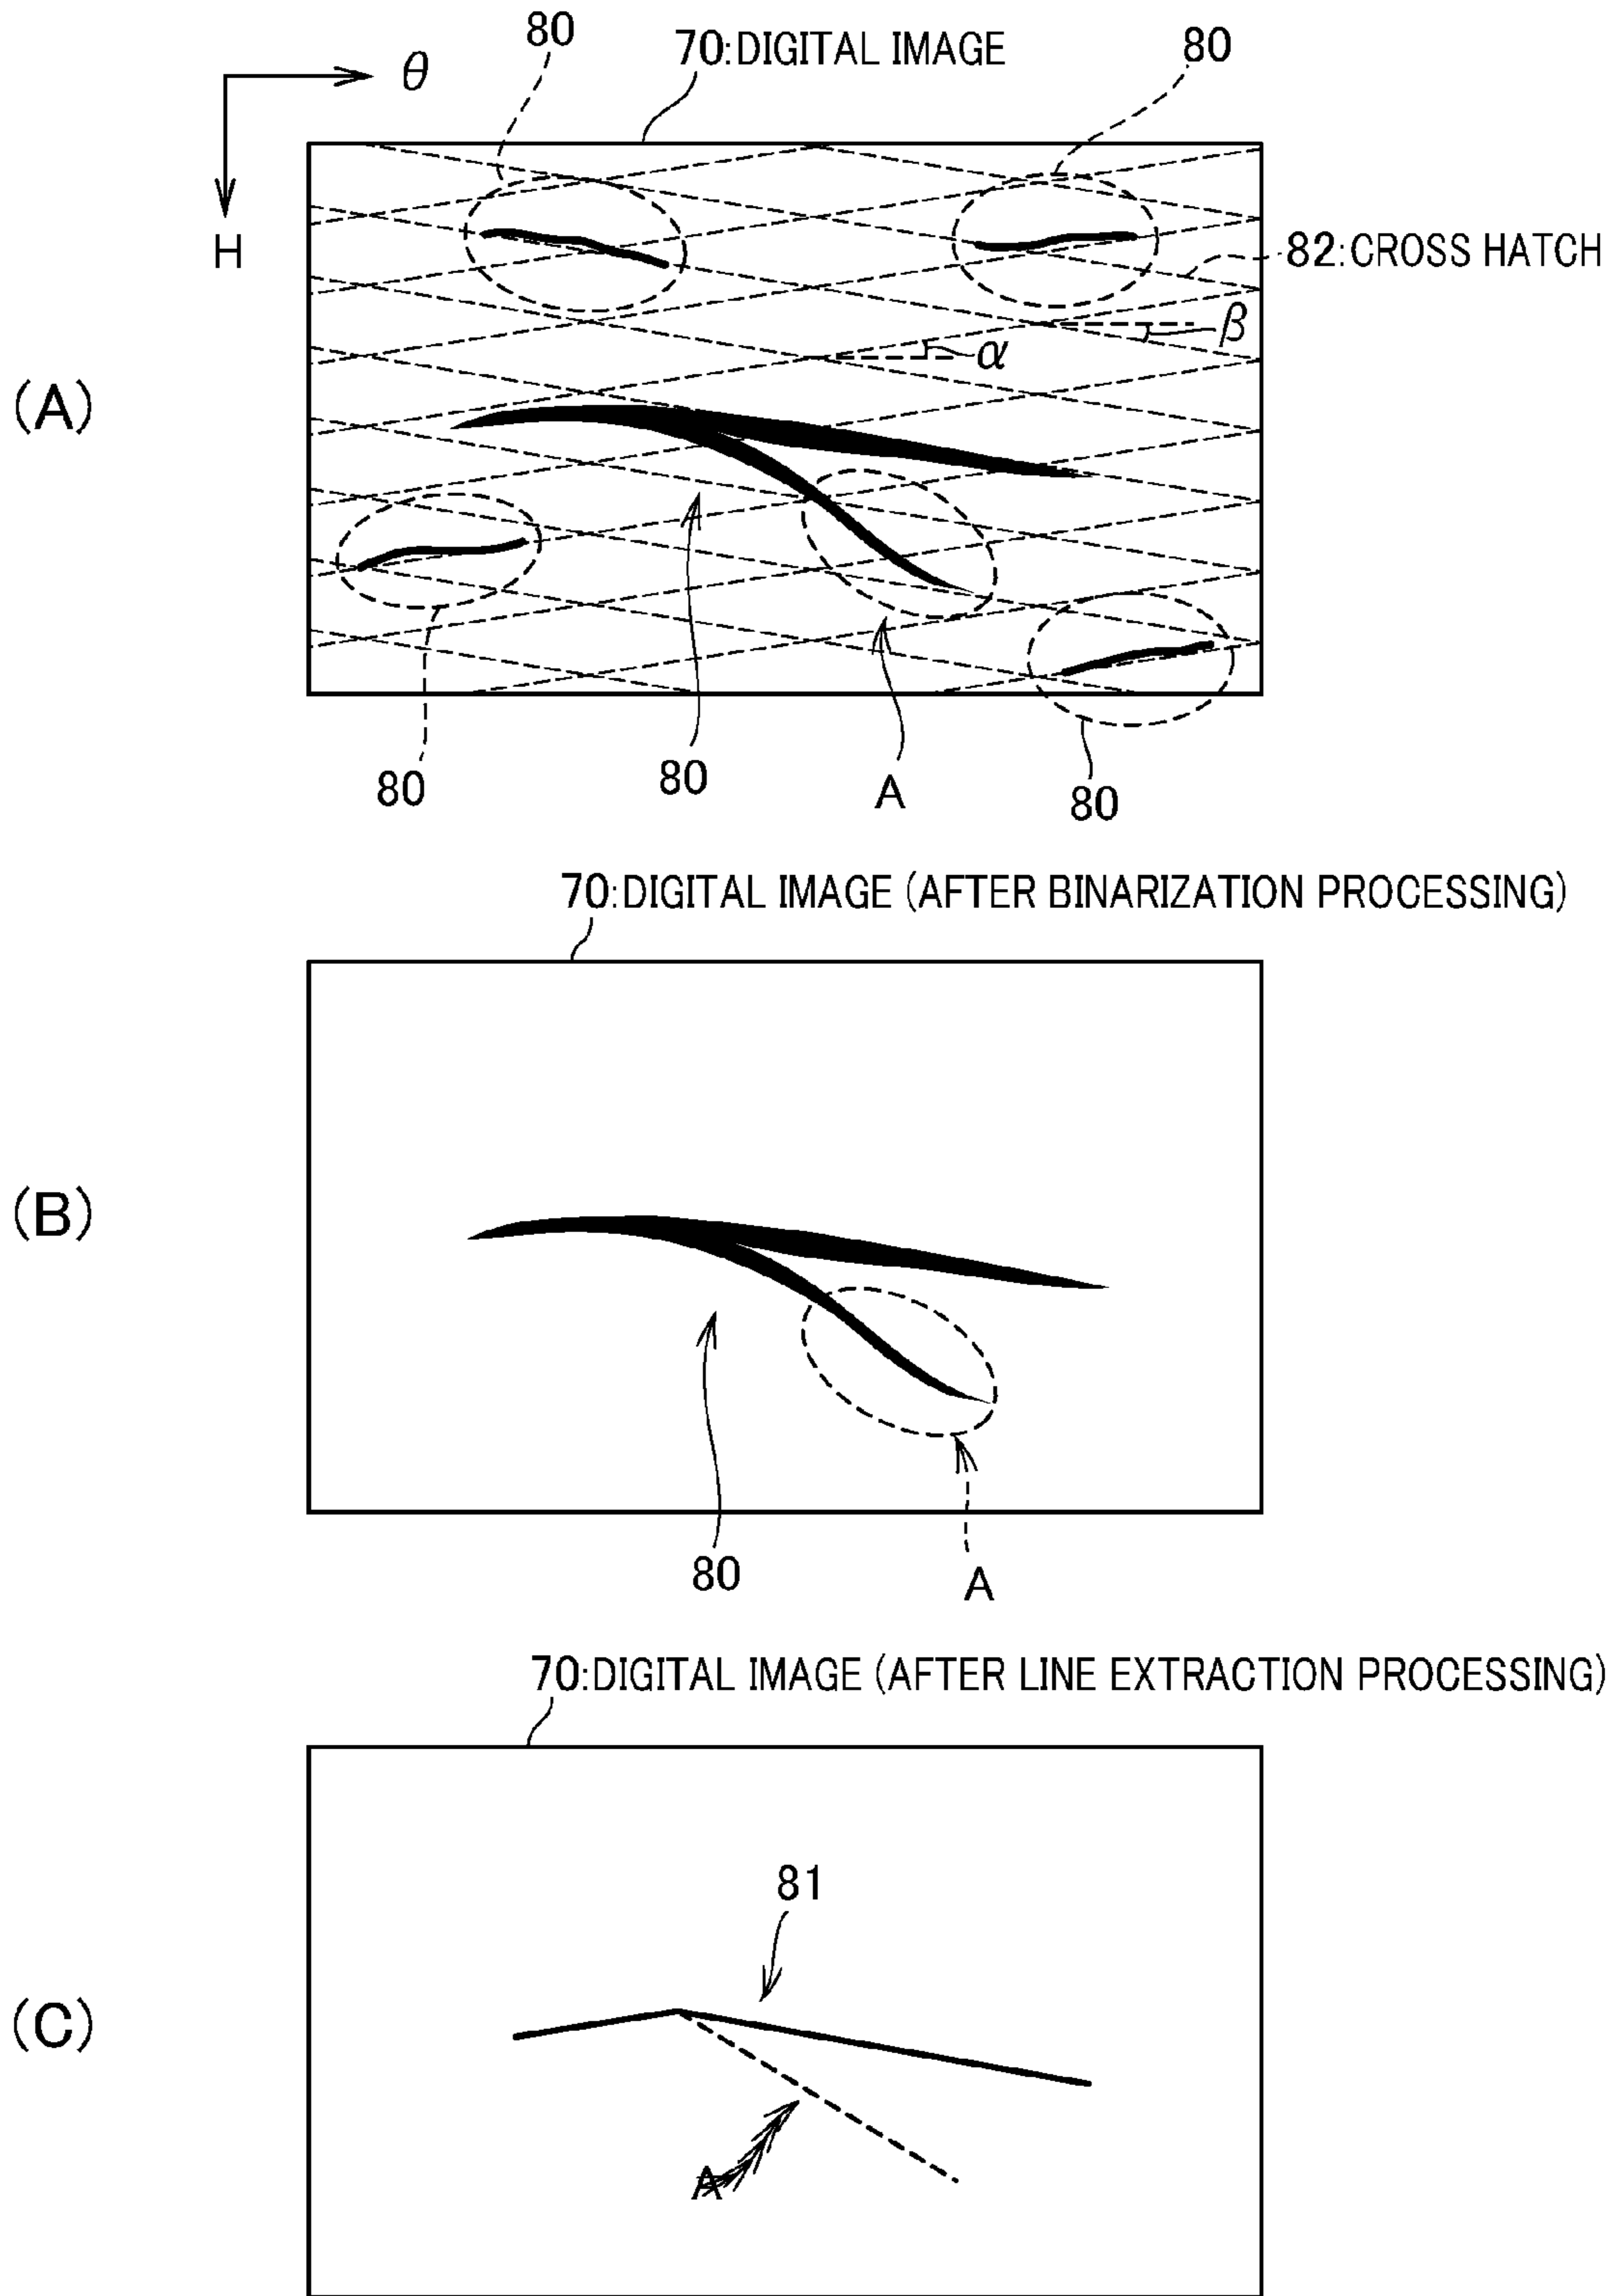 80
70:DIGITAL IMAGE
80
θ
H
82:CROSS HATCH
β
α
(A)
80
80
A
80
70:DIGITAL IMAGE (AFTER BINARIZATION PROCESSING)
(B)
80
A
70:DIGITAL IMAGE (AFTER LINE EXTRACTION PROCESSING)
81
(C)
A